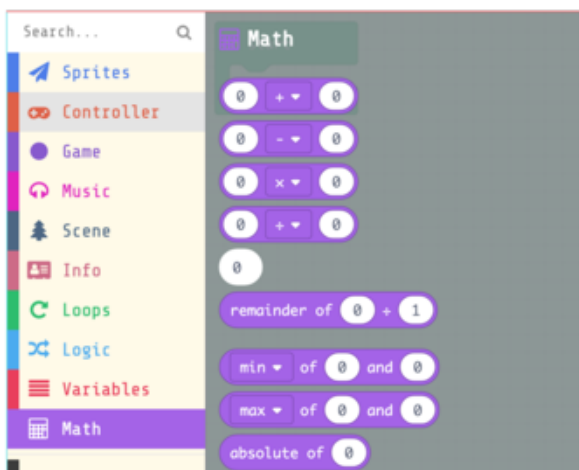 Search...
Sprites
Controller
Game
Music
Scene
Info
Loops
Logic
Variables
Math
Math
0 + 0
0 - 0
0 × 0
0 ÷ 0
0
remainder of 0 ÷ 1
min of 0 and 0
max of 0 and 0
absolute of 0